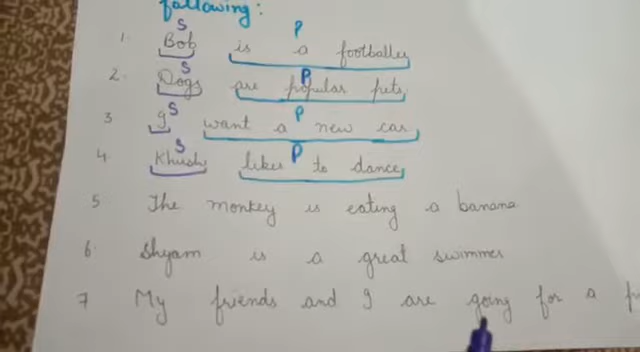 following:
S P
1. Bob is a footballer
S P
2. Dogs are popular pets
S P
3 I want a new car
S P
4 Khush likes to dance
5 The monkey is eating a banana
6 Shyam is a great swimmer
7 My friends and I are going for a